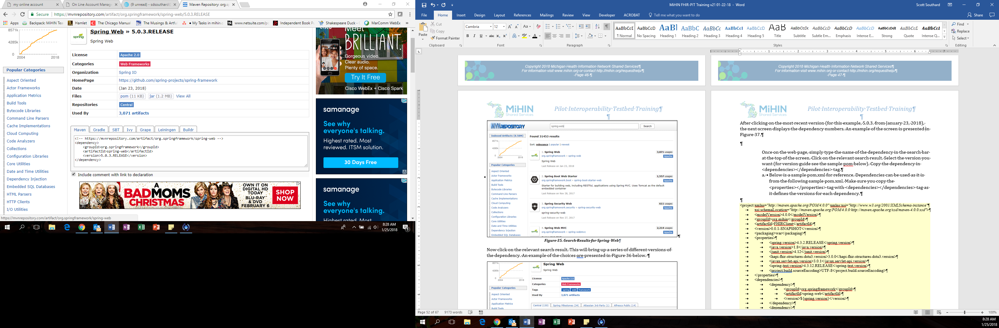 my online account
On Line Account Manage
(9 unread) - sdsouthard@
Maven Repository: org.sp
Secure | https://mvnrepository.com/artifact/org.springframework/spring-web/5.0.3.RELEASE
Apps Backpack: MiHIN Tea Hamlet The Chicago Manual The Musings & Artfu • My Tasks in mihin.c www.netsuite.com/p Independent Book P Shakespeare Duck - MarComm WebEx »
8571k
4285k
0
2004 2018
Popular Categories
Aspect Oriented
Actor Frameworks
Application Metrics
Build Tools
Bytecode Libraries
Command Line Parsers
Cache Implementations
Cloud Computing
Code Analyzers
Collections
Configuration Libraries
Core Utilities
Date and Time Utilities
Dependency Injection
Embedded SQL Databases
HTML Parsers
HTTP Clients
I/O Utilities
https://mvnrepository.com/artifact/org.springframework/spring-web
spring
Spring Web » 5.0.3.RELEASE
Spring Web
License Apache 2.0
Categories Web Frameworks
Organization Spring IO
HomePage https://github.com/spring-projects/spring-framework
Date (Jan 23, 2018)
Files pom (11 KB) jar (1.2 MB) View All
Repositories Central
Used By 3,071 artifacts
Maven Gradle SBT Ivy Grape Leiningen Buildr
<!-- https://mvnrepository.com/artifact/org.springframework/spring-web -->
<dependency>
<groupId>org.springframework</groupId>
<artifactId>spring-web</artifactId>
<version>5.0.3.RELEASE</version>
</dependency>
Include comment with link to declaration
A BADMOMS CHRISTMAS
OWN IT ON
DIGITAL HD
TODAY
BLU-RAY
& DVD
FEBRUARY 6
SHOP NOW
Meet
BRILLIANT.
Gorgeous video.
Clear audio.
Plenty of space.
Try It Free
Cisco WebEx + Cisco Spark
samanage
See why
everyone's talking.
Highest rated. Most
reviewed. ITSM solution.
30 Days Free
samanage
See why
everyone's talking.
Highest rated. Most
8:28 AM
1/25/2018
MiHIN FHIR-PIT Training v21 01-22-18 - Word
Scott Southard
File Home Insert Design Layout References Mailings Review View Developer ACROBAT Tell me what you want to do Share
Paste
Cut
Copy
Format Painter
Clipboard
Cambria 12
Font
Paragraph
¶ Normal No Spacing Heading 1 Heading 2 Heading 3 Heading 4 Heading 5 Title Subtitle Subtle Em... Emphasis Intense E... Strong Quote Intense Q...
Styles
Find
Replace
Select
Editing
Copyright·2018·Michigan·Health·Information·Network·Shared·Services¶
For·information·visit·www.mihin.org·or·contact·http://mihin.org/requesthelp/¶
-Page·46·¶
Copyright·2018·Michigan·Health·Information·Network·Shared·Services¶
For·information·visit·www.mihin.org·or·contact·http://mihin.org/requesthelp/¶
-Page·47·¶
MiHIN
Shared Services
Pilot·Interoperability·Testbed·Training¶
¶
MVNREPOSITORY
spring-web
Search
Indexed Artifacts (8.58M)
8571k
4285k
0
2004 2018
Popular Categories
Aspect Oriented
Actor Frameworks
Application Metrics
Build Tools
Bytecode Libraries
Command Line Parsers
Cache Implementations
Cloud Computing
Code Analyzers
Collections
Configuration Libraries
Core Utilities
Date and Time Utilities
Dependency Injection
Embedded SQL Databases
Found 31453 results
Sort: relevance | popular | newest
1. Spring Web 3,071 usages
org.springframework » spring-web Apache
Spring Web
Last Release on Jan 23, 2018
2. Spring Boot Web Starter 1,557 usages
org.springframework.boot » spring-boot-starter-web Apache
Starter for building web, including RESTful, applications using Spring MVC. Uses Tomcat as the default
embedded container
Last Release on Nov 28, 2017
3. Spring Security Web 611 usages
org.springframework.security » spring-security-web Apache
spring-security-web
Last Release on Nov 27, 2017
4. Spring Web MVC 2,214 usages
org.springframework » spring-webmvc Apache
¶
Figure·35.·Search·Results·for·Spring-Web¶
Now·click·on·the·relevant·search·result.·This·will·bring·up·a·series·of·different·versions·of·
the·dependency.·An·example·of·the·choices·are·presented·in·Figure·36·below.·¶
8571k
4285k
0
2004 2018
Popular Categories
Aspect Oriented
Actor Frameworks
Application Metrics
Build Tools
Spring Web
Spring Web
License Apache 2.0
Categories Web Frameworks
Tags spring web framework
Used By 3,071 artifacts
Central (130) Spring Milestones (34) Atlassian 3rd-Party (1) Alfresco Public (14)
MiHIN
Shared Services
Pilot·Interoperability·Testbed·Training¶
¶
After·clicking·on·the·most·recent·version·(for·this·example,·5.0.3.·from·January·23,·2018),·
the·next·screen·displays·the·dependency·numbers.·An·example·of·the·screen·is·presented·in·
Figure·37.¶
¶
Once·on·the·web·page,·simply·type·the·name·of·the·dependency·in·the·search·bar·
at·the·top·of·the·screen.·Click·on·the·relevant·search·result.·Select·the·version·you·
want·(for·version·guide·see·the·sample·pom·below).·Copy·the·dependency·in·
<dependencies></dependencies>·tag.¶
a.→Below·is·a·sample·pom.xml·for·reference.·Dependencies·can·be·used·as·it·is·
from·the·following·sample·pom.xml.·Make·sure·you·copy·the·
<properties></properties>·tag·with·<dependencies></dependencies>·tag·as·
it·defines·the·versions·for·each·dependency.¶
¶
<project·xmlns="http://maven.apache.org/POM/4.0.0"·xmlns:xsi="http://www.w3.org/2001/XMLSchema-instance"¶
→ xsi:schemaLocation="http://maven.apache.org/POM/4.0.0·http://maven.apache.org/xsd/maven-4.0.0.xsd">¶
→ <modelVersion>4.0.0</modelVersion>¶
→ <groupId>org.mihin</groupId>¶
→ <artifactId>FHIRClient</artifactId>¶
→ <version>0.0.1-SNAPSHOT</version>¶
→ <packaging>war</packaging>¶
→ <properties>¶
→ → <spring.version>4.3.2.RELEASE</spring.version>¶
→ → <java.version>1.8</java.version>¶
→ → <junit.version>4.12</junit.version>¶
→ → <hapi-fhir-structures-dstu3.version>3.0.0</hapi-fhir-structures-dstu3.version>¶
→ → <javax.servlet-api.version>3.0.1</javax.servlet-api.version>¶
→ → <spring-test.version>4.3.12.RELEASE</spring-test.version>¶
→ → <project.build.sourceEncoding>UTF-8</project.build.sourceEncoding>¶
→ </properties>¶
→ <dependencies>¶
→ → <dependency>¶
→ → → <groupId>org.springframework</groupId>¶
→ → → <artifactId>spring-web</artifactId>¶
→ → → <version>${spring.version}</version>¶
→ → </dependency>¶
→ → <dependency>¶
Page 52 of 67 9173 words
100%
8:28 AM
1/25/2018